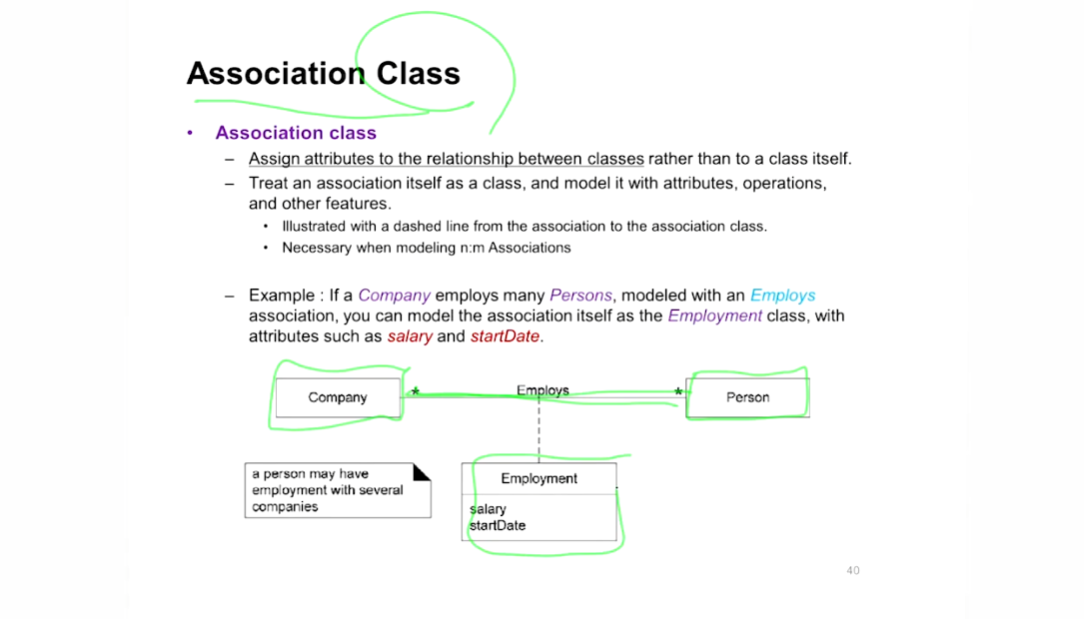 Association Class
• Association class
– Assign attributes to the relationship between classes rather than to a class itself.
– Treat an association itself as a class, and model it with attributes, operations,
and other features.
• Illustrated with a dashed line from the association to the association class.
• Necessary when modeling n:m Associations
– Example : If a Company employs many Persons, modeled with an Employs
association, you can model the association itself as the Employment class, with
attributes such as salary and startDate.
Company
* Employs *
Person
a person may have
employment with several
companies
Employment
salary
startDate
40